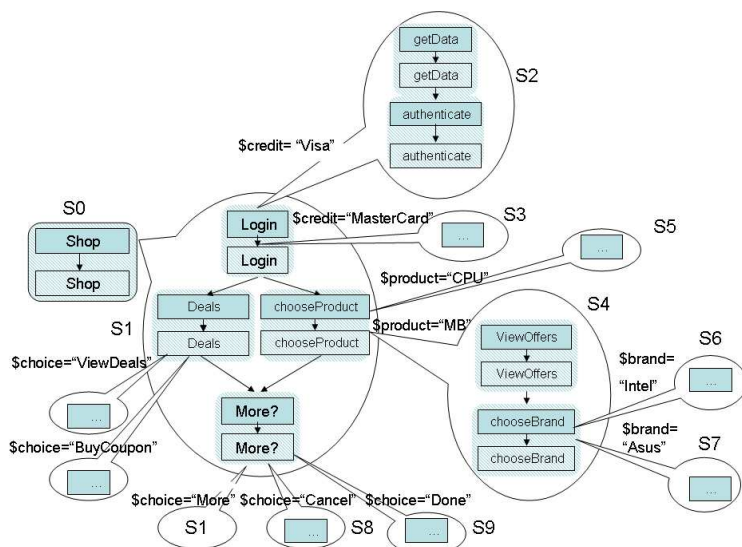 getData
getData
S2
authenticate
authenticate
$credit= “Visa”
S0
Shop
Shop
Login
Login
$credit=“MasterCard”
S3
...
S5
...
$product=“CPU”
S1
Deals
Deals
chooseProduct
chooseProduct
$product=“MB”
S4
ViewOffers
ViewOffers
chooseBrand
chooseBrand
S6
$brand=
“Intel”
...
$brand=
“Asus”
S7
...
$choice=“ViewDeals”
...
$choice=“BuyCoupon”
...
More?
More?
$choice=“More”
$choice=“Cancel”
$choice=“Done”
S1
...
S8
...
S9